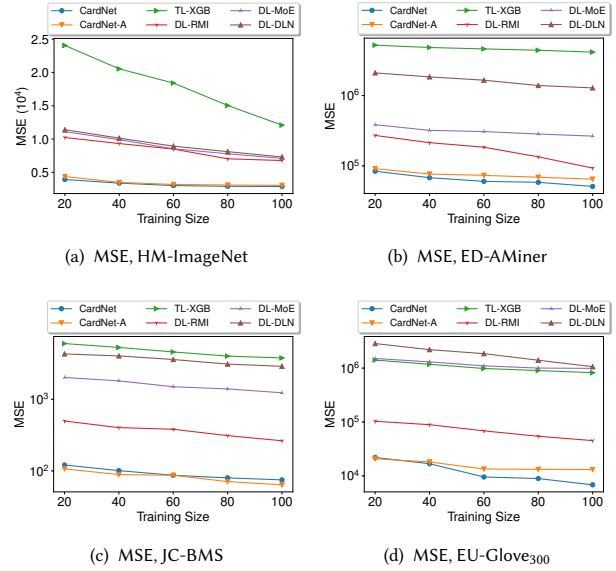 CardNet TL-XGB DL-MoE
CardNet-A DL-RMI DL-DLN
2.5
2.0
1.5
1.0
0.5
MSE (10⁴)
20 40 60 80 100
Training Size
(a) MSE, HM-ImageNet
CardNet TL-XGB DL-MoE
CardNet-A DL-RMI DL-DLN
10⁶
10⁵
MSE
20 40 60 80 100
Training Size
(b) MSE, ED-AMiner
CardNet TL-XGB DL-MoE
CardNet-A DL-RMI DL-DLN
10³
10²
MSE
20 40 60 80 100
Training Size
(c) MSE, JC-BMS
CardNet TL-XGB DL-MoE
CardNet-A DL-RMI DL-DLN
10⁶
10⁵
10⁴
MSE
20 40 60 80 100
Training Size
(d) MSE, EU-Glove₃₀₀